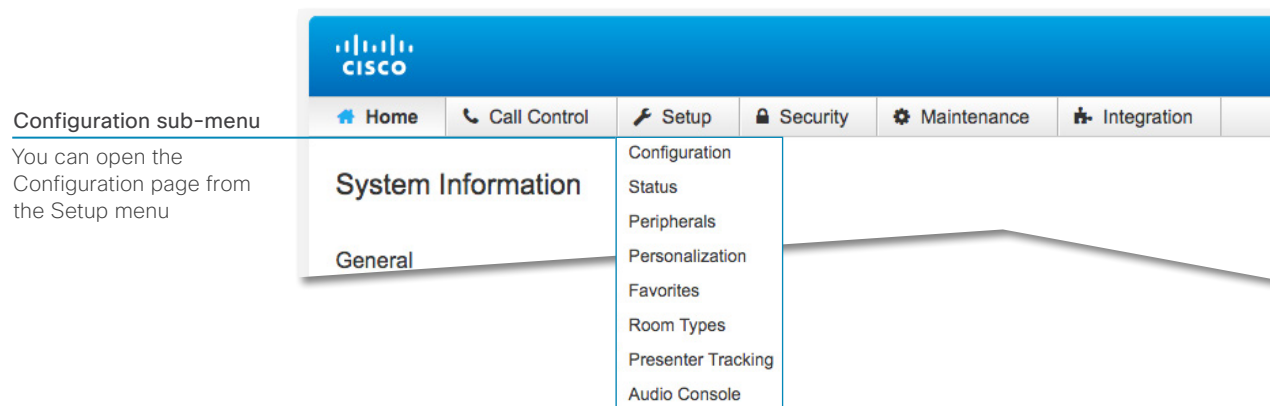 CISCO
Home Call Control Setup Security Maintenance Integration
Configuration sub-menu
You can open the
Configuration page from
the Setup menu
System Information
General
Configuration
Status
Peripherals
Personalization
Favorites
Room Types
Presenter Tracking
Audio Console